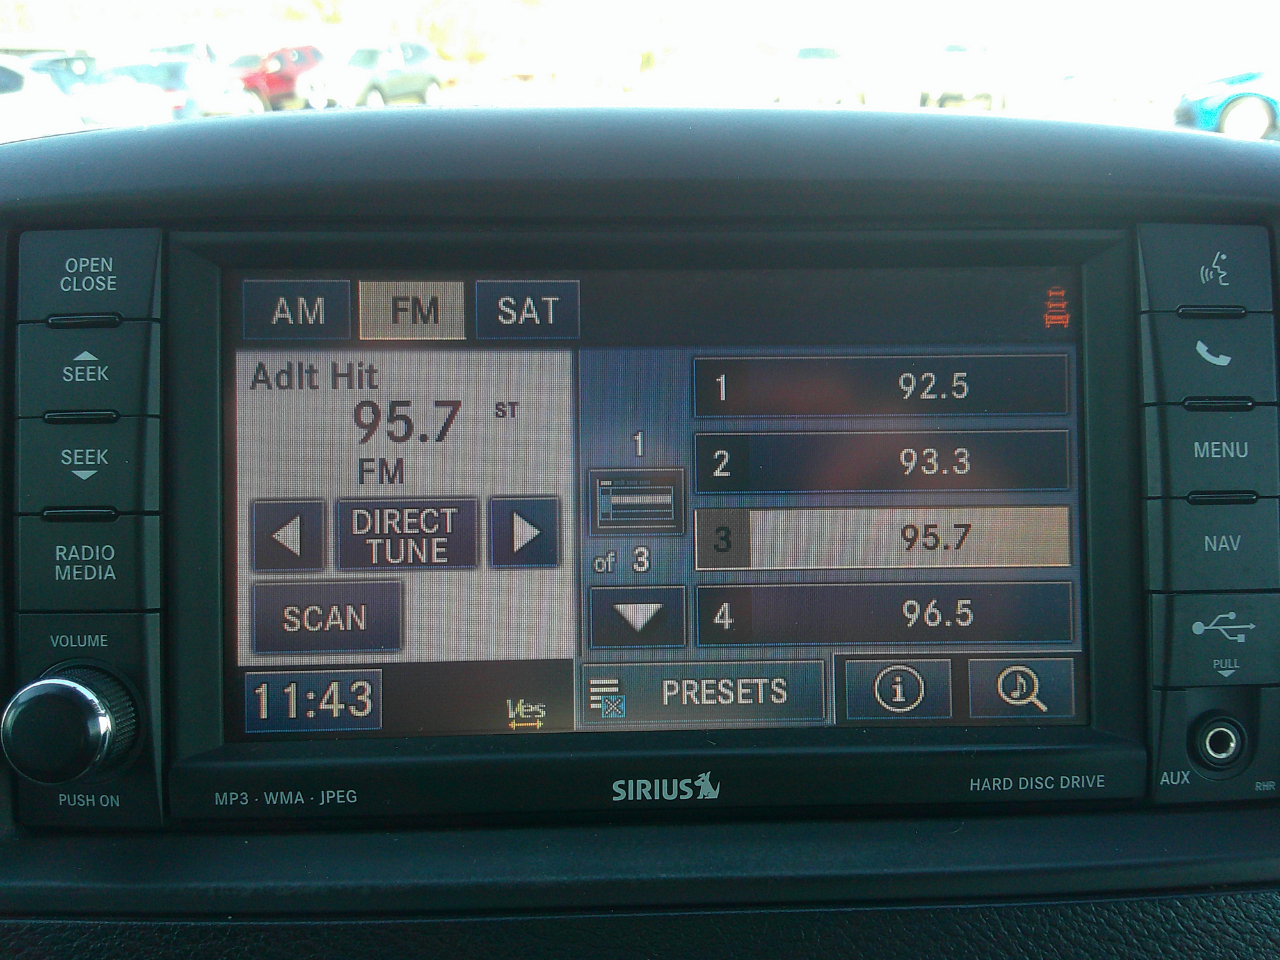 OPEN
CLOSE
SEEK
SEEK
RADIO
MEDIA
VOLUME
PUSH ON
AM FM SAT
Adlt Hit
95.7 ST
FM
DIRECT
TUNE
SCAN
11:43
Ves
1
of 3
1 92.5
2 93.3
3 95.7
4 96.5
PRESETS
i
MP3 · WMA · JPEG
SIRIUS
HARD DISC DRIVE
MENU
NAV
PULL
AUX
RHR